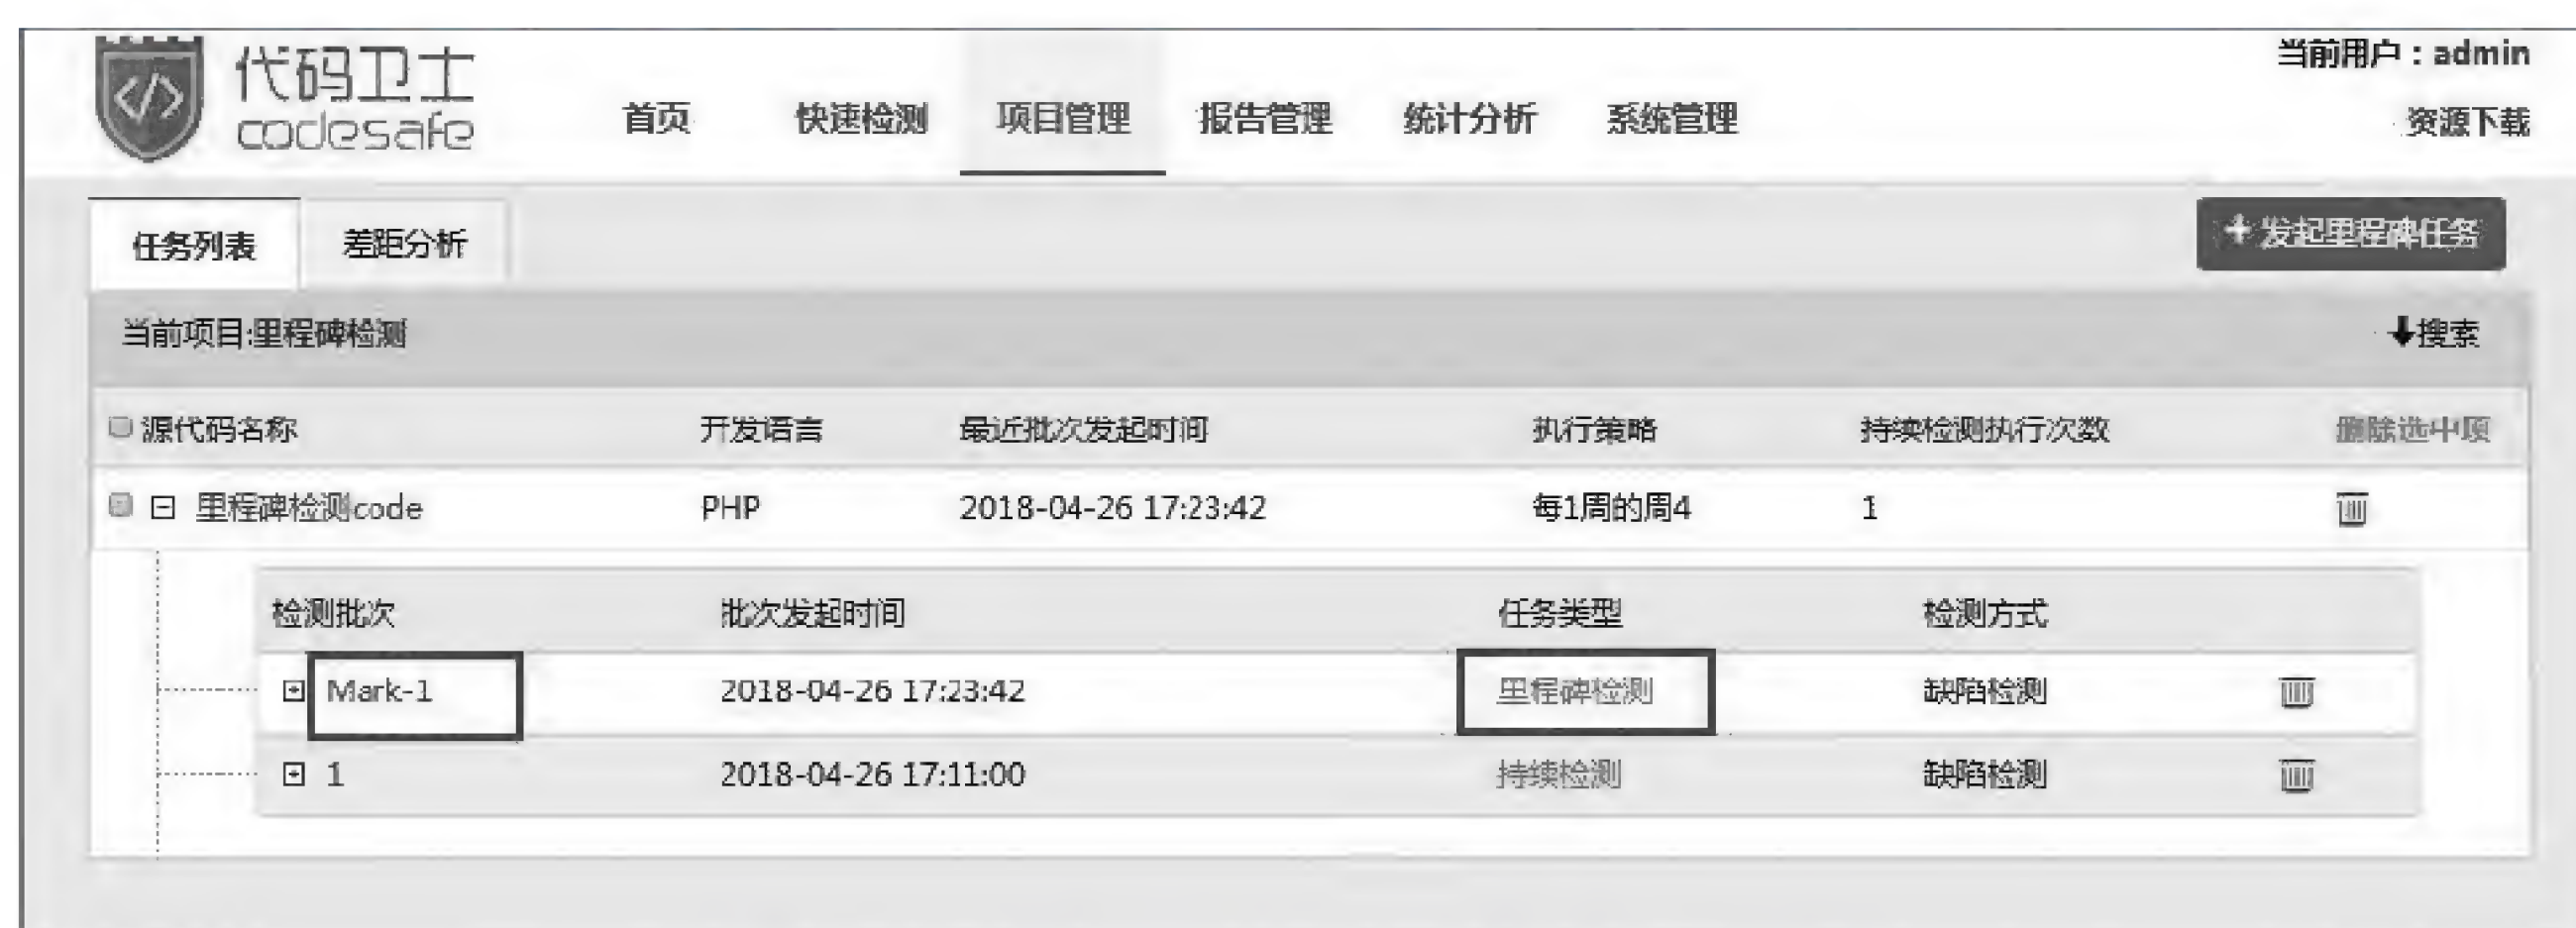 代码卫士
codesafe
当前用户：admin
首页 快速检测 项目管理 报告管理 统计分析 系统管理 资源下载
任务列表 差距分析 +发起里程碑任务
当前项目:里程碑检测 搜索
源代码名称 开发语言 最近批次发起时间 执行策略 持续检测执行次数 删除选中项
里程碑检测code PHP 2018-04-26 17:23:42 每1周的周4 1
检测批次 批次发起时间 任务类型 检测方式
Mark-1 2018-04-26 17:23:42 里程碑检测 缺陷检测
1 2018-04-26 17:11:00 持续检测 缺陷检测